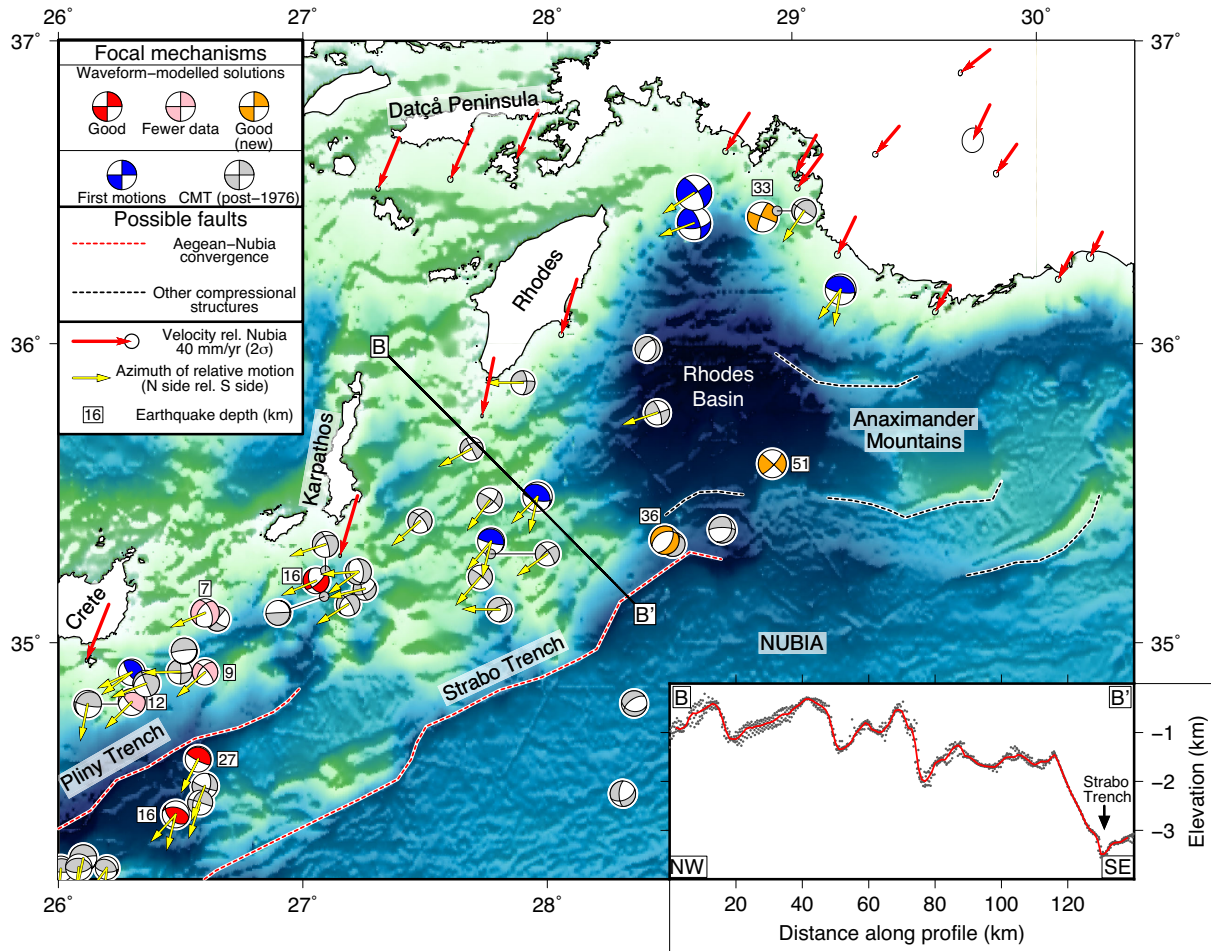 26˚
27˚
28˚
29˚
30˚
37˚
37˚
Focal mechanisms
Waveform−modelled solutions
Good
Fewer data
Good
(new)
First motions
CMT (post−1976)
Possible faults
Aegean−Nubia
convergence
Other compressional
structures
Velocity rel. Nubia
40 mm/yr (2σ)
Azimuth of relative motion
(N side rel. S side)
16 Earthquake depth (km)
Datça Peninsula
33
Rhodes
36˚
36˚
B
Rhodes
Basin
Anaximander
Mountains
Karpathos
51
36
16
7
B'
Crete
35˚
35˚
NUBIA
Strabo Trench
9
12
Pliny Trench
27
16
B
B'
−1
−2
−3
Elevation (km)
Strabo
Trench
NW
SE
26˚
27˚
28˚
20
40
60
80
100
120
Distance along profile (km)